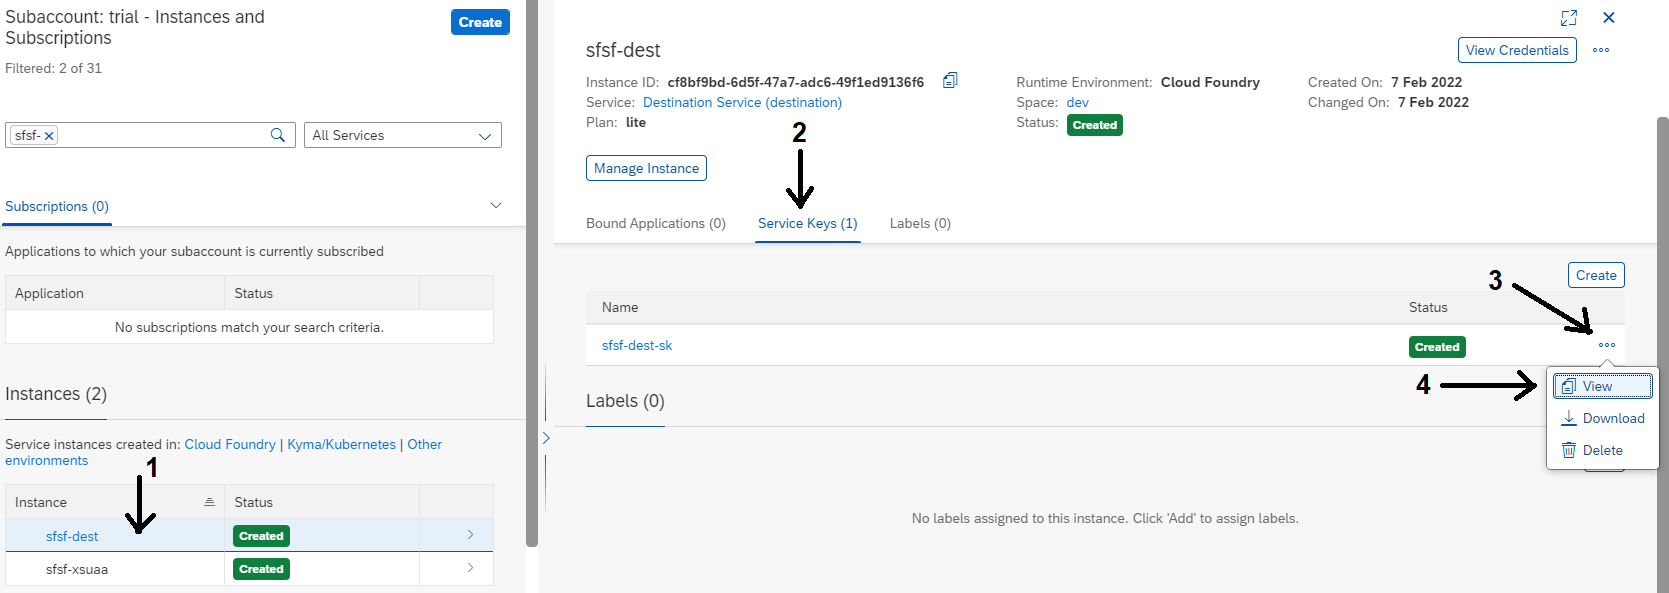 Subaccount: trial - Instances and
Subscriptions
Create
Filtered: 2 of 31
sfsf-
All Services
Subscriptions (0)
Applications to which your subaccount is currently subscribed
Application Status
No subscriptions match your search criteria.
Instances (2)
Service instances created in: Cloud Foundry | Kyma/Kubernetes | Other
environments
1
Instance Status
sfsf-dest Created
sfsf-xsuaa Created
sfsf-dest
View Credentials
Instance ID: cf8bf9bd-6d5f-47a7-adc6-49f1ed9136f6
Service: Destination Service (destination)
Plan: lite
Runtime Environment: Cloud Foundry
Space: dev
Status: Created
Created On: 7 Feb 2022
Changed On: 7 Feb 2022
2
Manage Instance
Bound Applications (0) Service Keys (1) Labels (0)
Create
3
Name Status
sfsf-dest-sk Created
4
View
Download
Delete
Labels (0)
No labels assigned to this instance. Click 'Add' to assign labels.